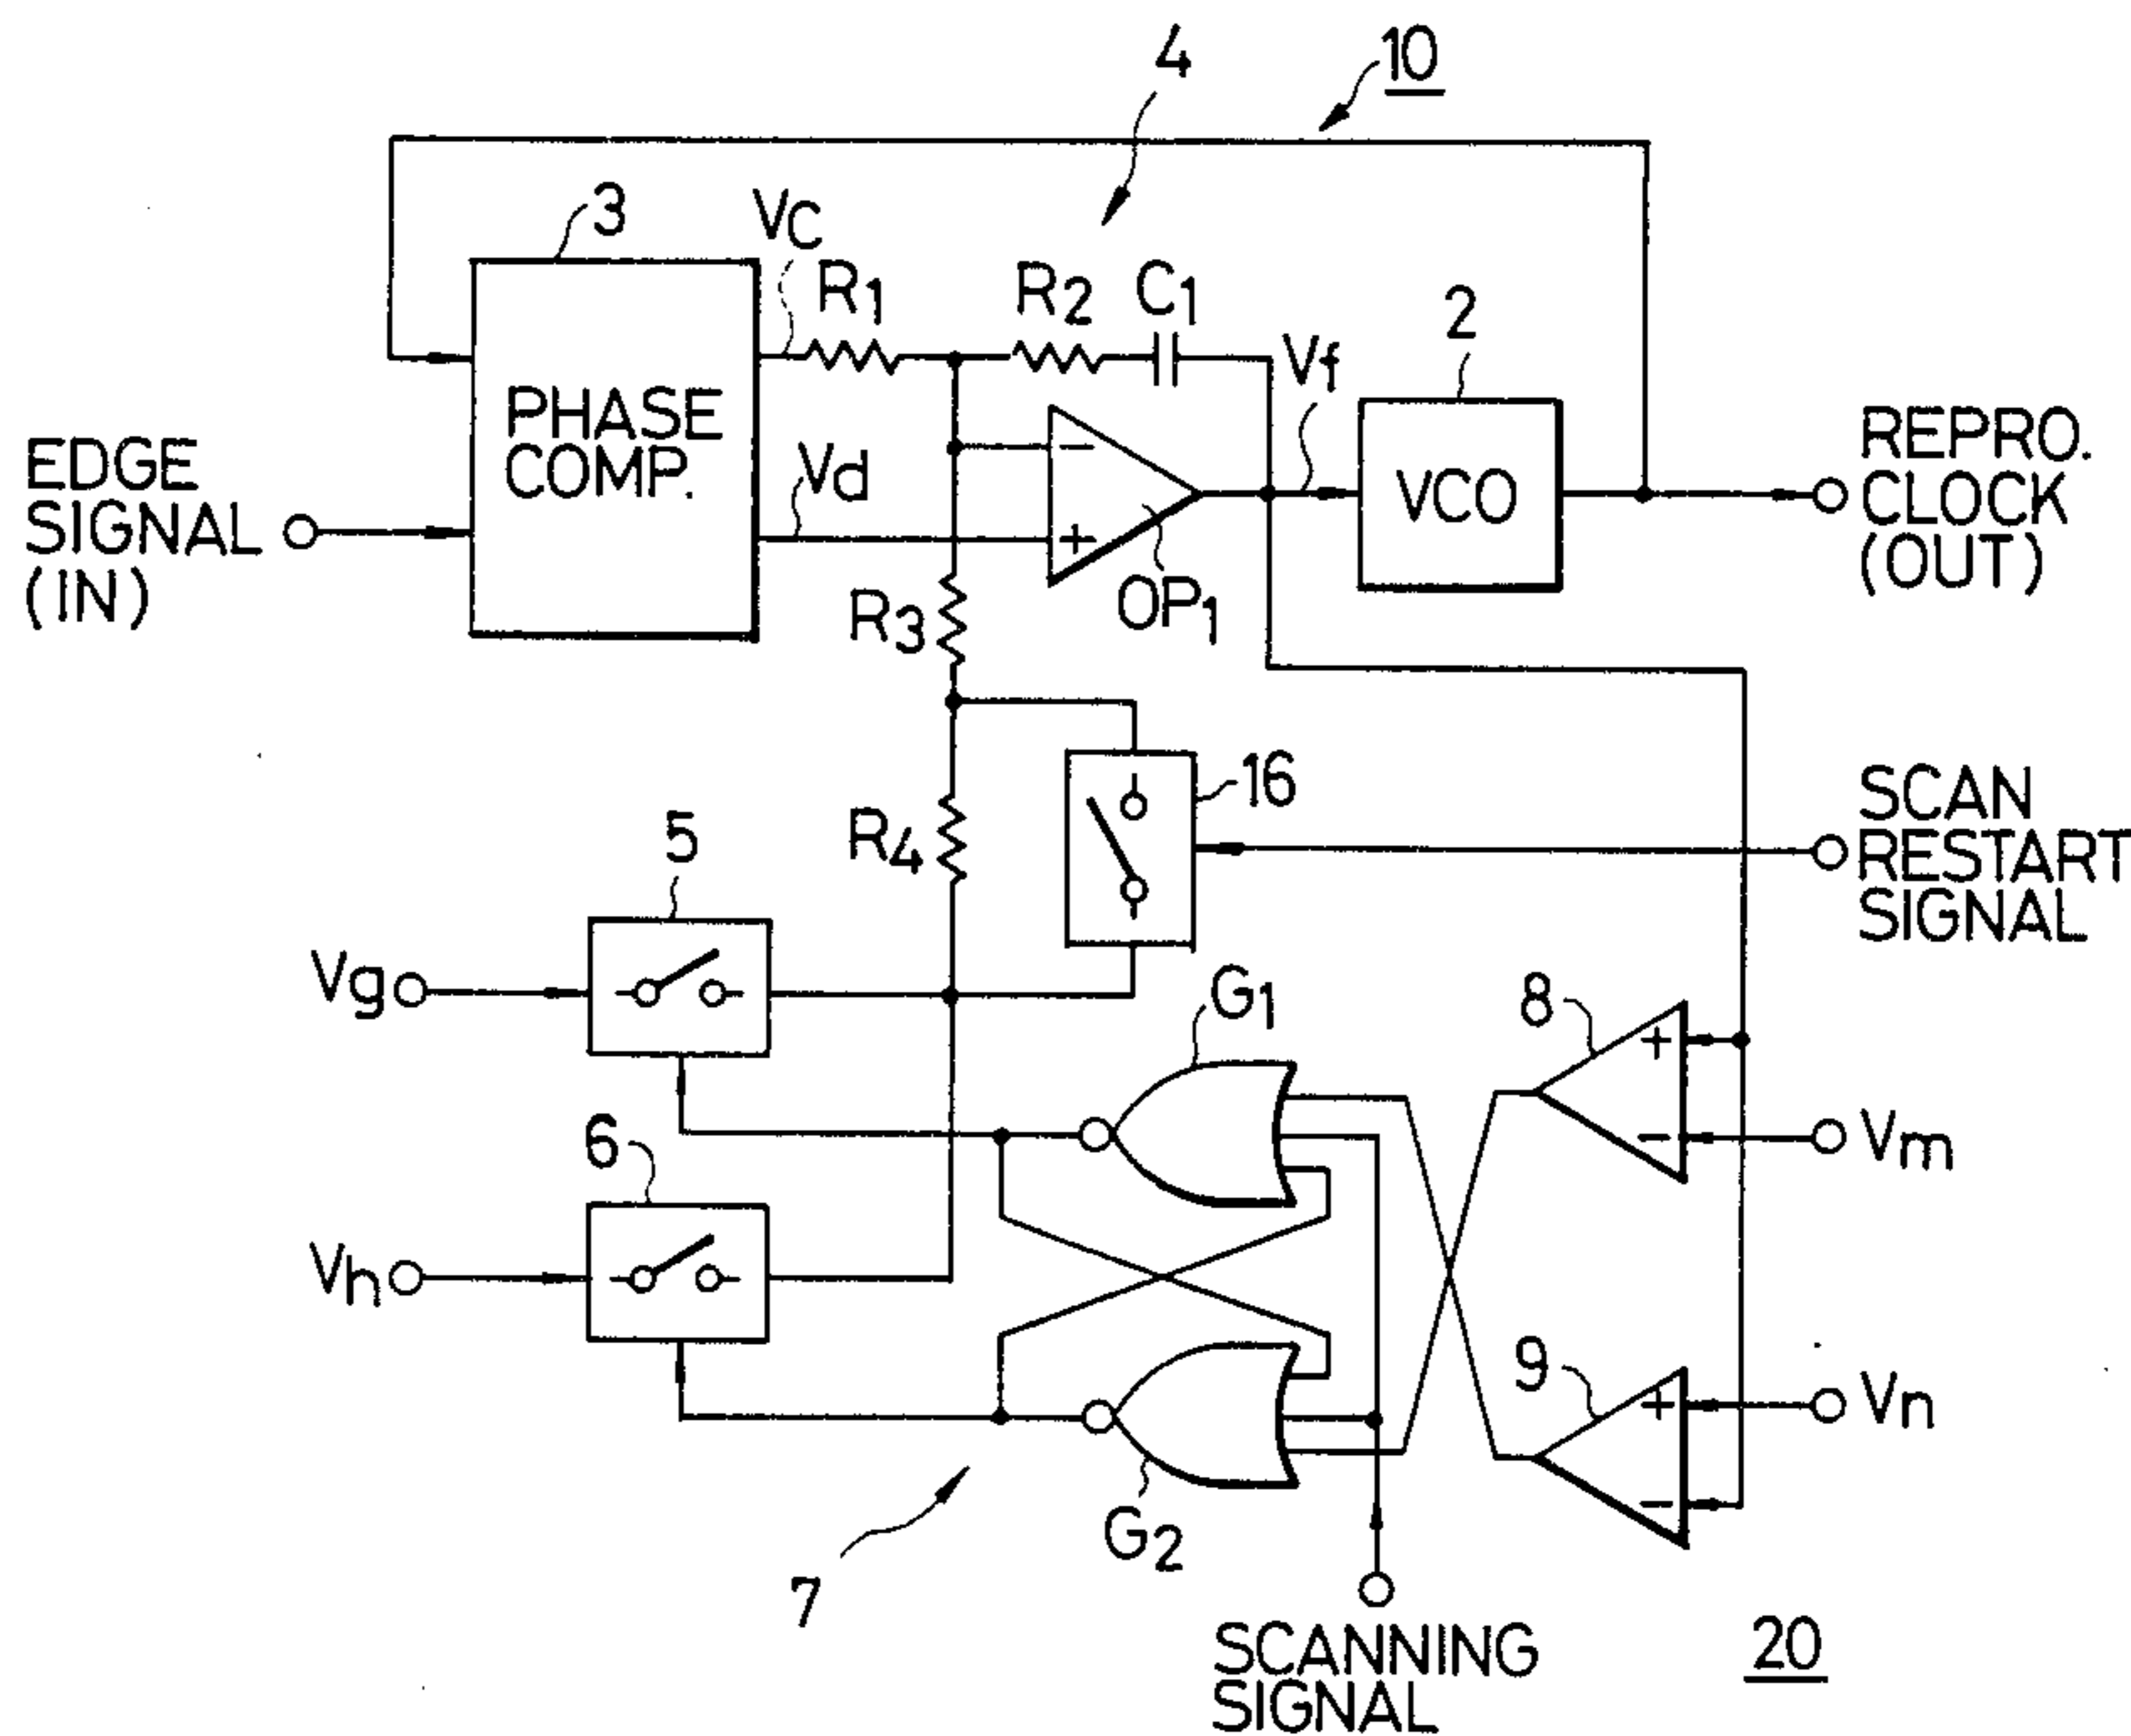 4
10
3
VC
R1
R2
C1
2
Vf
PHASE
COMP.
VCO
EDGE
SIGNAL
(IN)
Vd
−
+
OP1
REPRO.
CLOCK
(OUT)
R3
16
SCAN
RESTART
SIGNAL
R4
5
Vg
G1
8
+
−
Vm
6
Vh
9
+
−
Vn
G2
7
SCANNING
SIGNAL
20